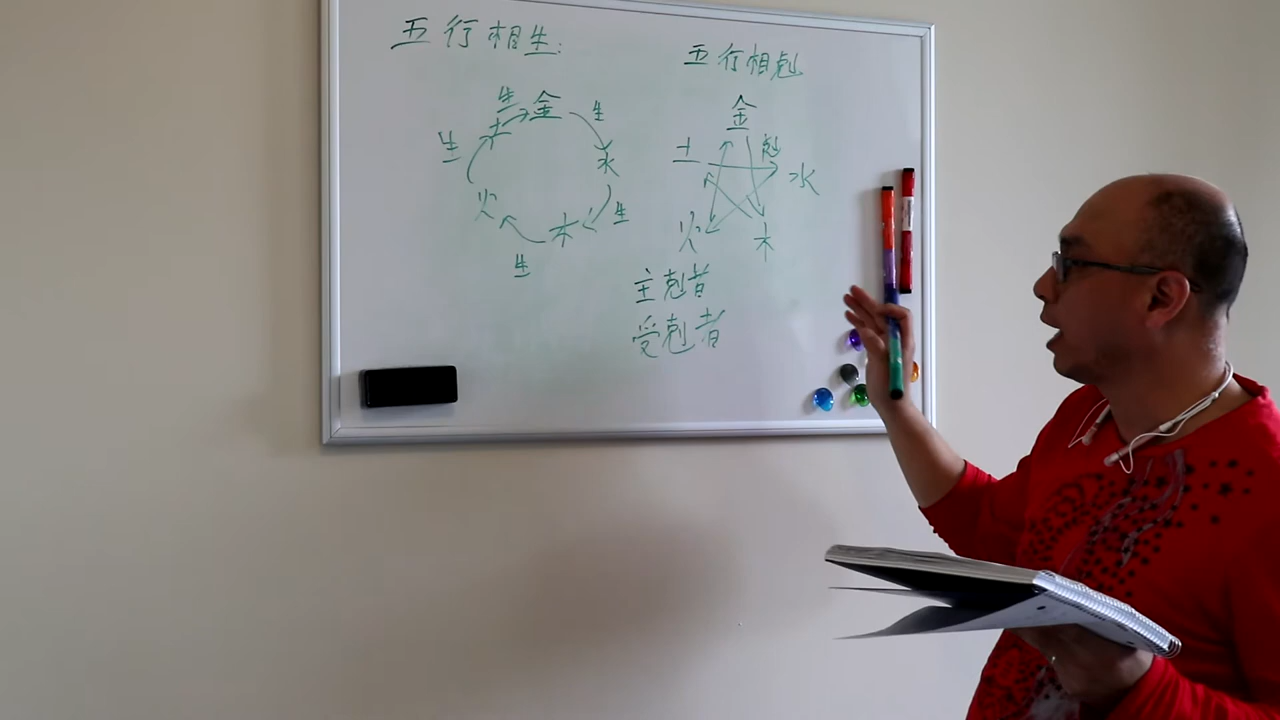 五行相生:
五行相剋
生 金 生
土
生 水
火 木 生
生
金
土 剋 水
火 木
主剋者
受剋者